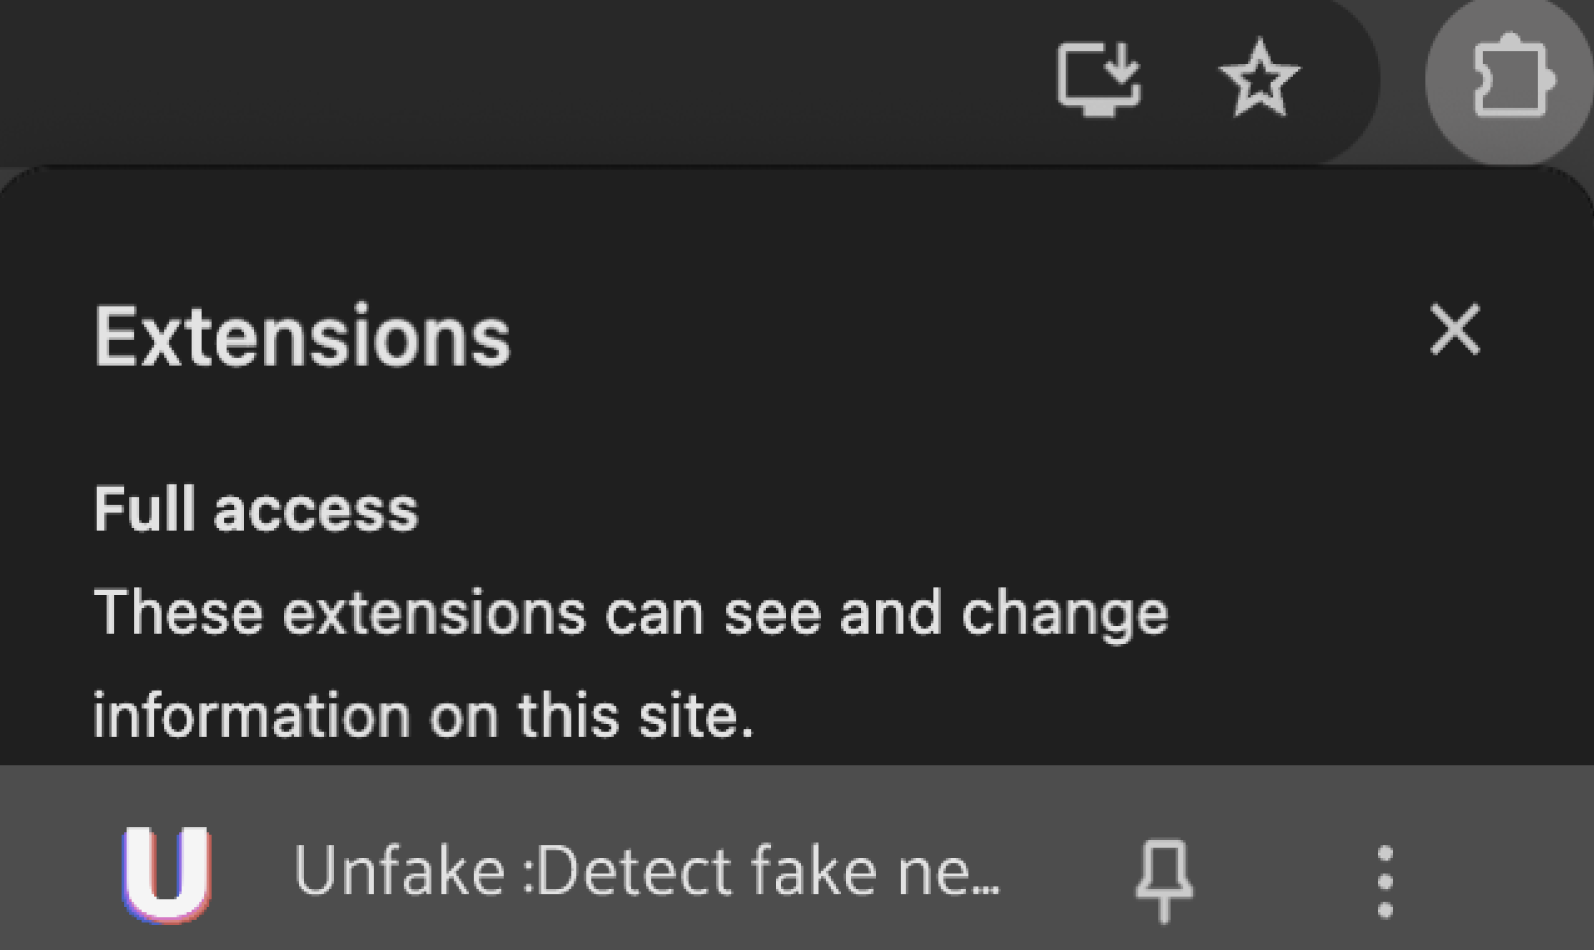 Extensions
Full access
These extensions can see and change
information on this site.
U Unfake :Detect fake ne...